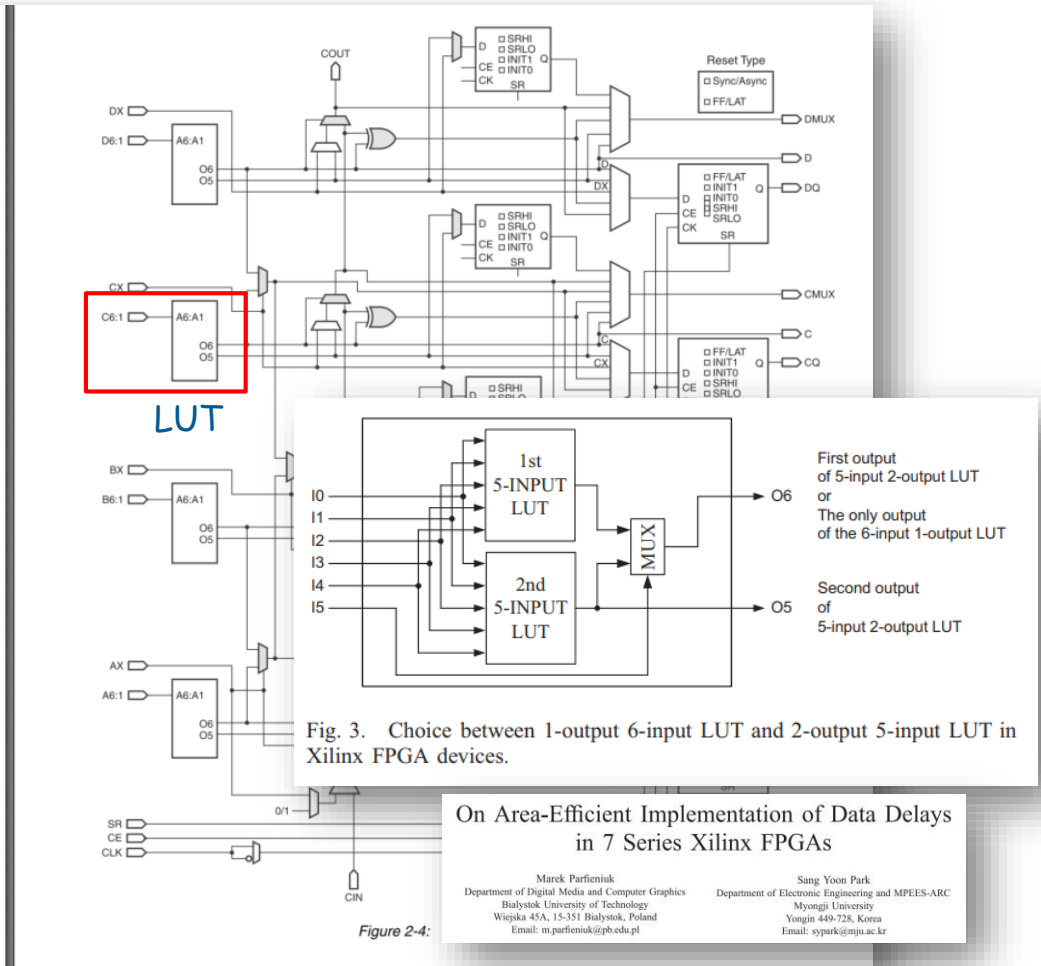 COUT
Reset Type
Sync/Async
FF/LAT
D
CE
CK
SRHI
SRLO
INIT1
INIT0
Q
SR
DX
D6:1
A6:A1
O6
O5
DMUX
D
DX
D
DQ
D
CE
CK
FF/LAT
INIT1
INIT0
SRHI
SRLO
Q
SR
D
CE
CK
SRHI
SRLO
INIT1
INIT0
Q
SR
CX
C6:1
A6:A1
O6
O5
CMUX
C
CX
C
CQ
D
CE
FF/LAT
INIT1
INIT0
SRHI
SRLO
Q
D
SRHI
LUT
BX
B6:1
A6:A1
O6
O5
AX
A6:1
A6:A1
O6
O5
0/1
SR
CE
CLK
CIN
Figure 2-4:
I0
I1
I2
I3
I4
I5
1st
5-INPUT
LUT
2nd
5-INPUT
LUT
MUX
O6
O5
First output
of 5-input 2-output LUT
or
The only output
of the 6-input 1-output LUT
Second output
of
5-input 2-output LUT
Fig. 3. Choice between 1-output 6-input LUT and 2-output 5-input LUT in
Xilinx FPGA devices.
On Area-Efficient Implementation of Data Delays
in 7 Series Xilinx FPGAs
Marek Parfieniuk
Department of Digital Media and Computer Graphics
Bialystok University of Technology
Wiejska 45A, 15-351 Bialystok, Poland
Email: m.parfieniuk@pb.edu.pl
Sang Yoon Park
Department of Electronic Engineering and MPEES-ARC
Myongji University
Yongin 449-728, Korea
Email: sypark@mju.ac.kr